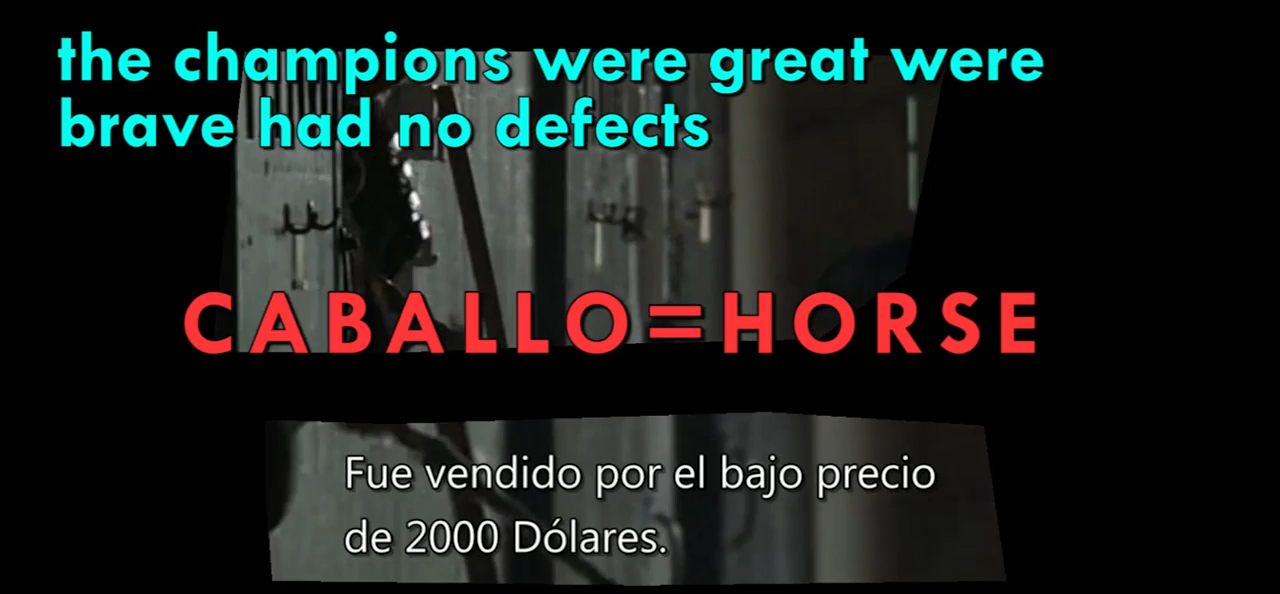 the champions were great were
brave had no defects
CABALLO=HORSE
Fue vendido por el bajo precio
de 2000 Dólares.